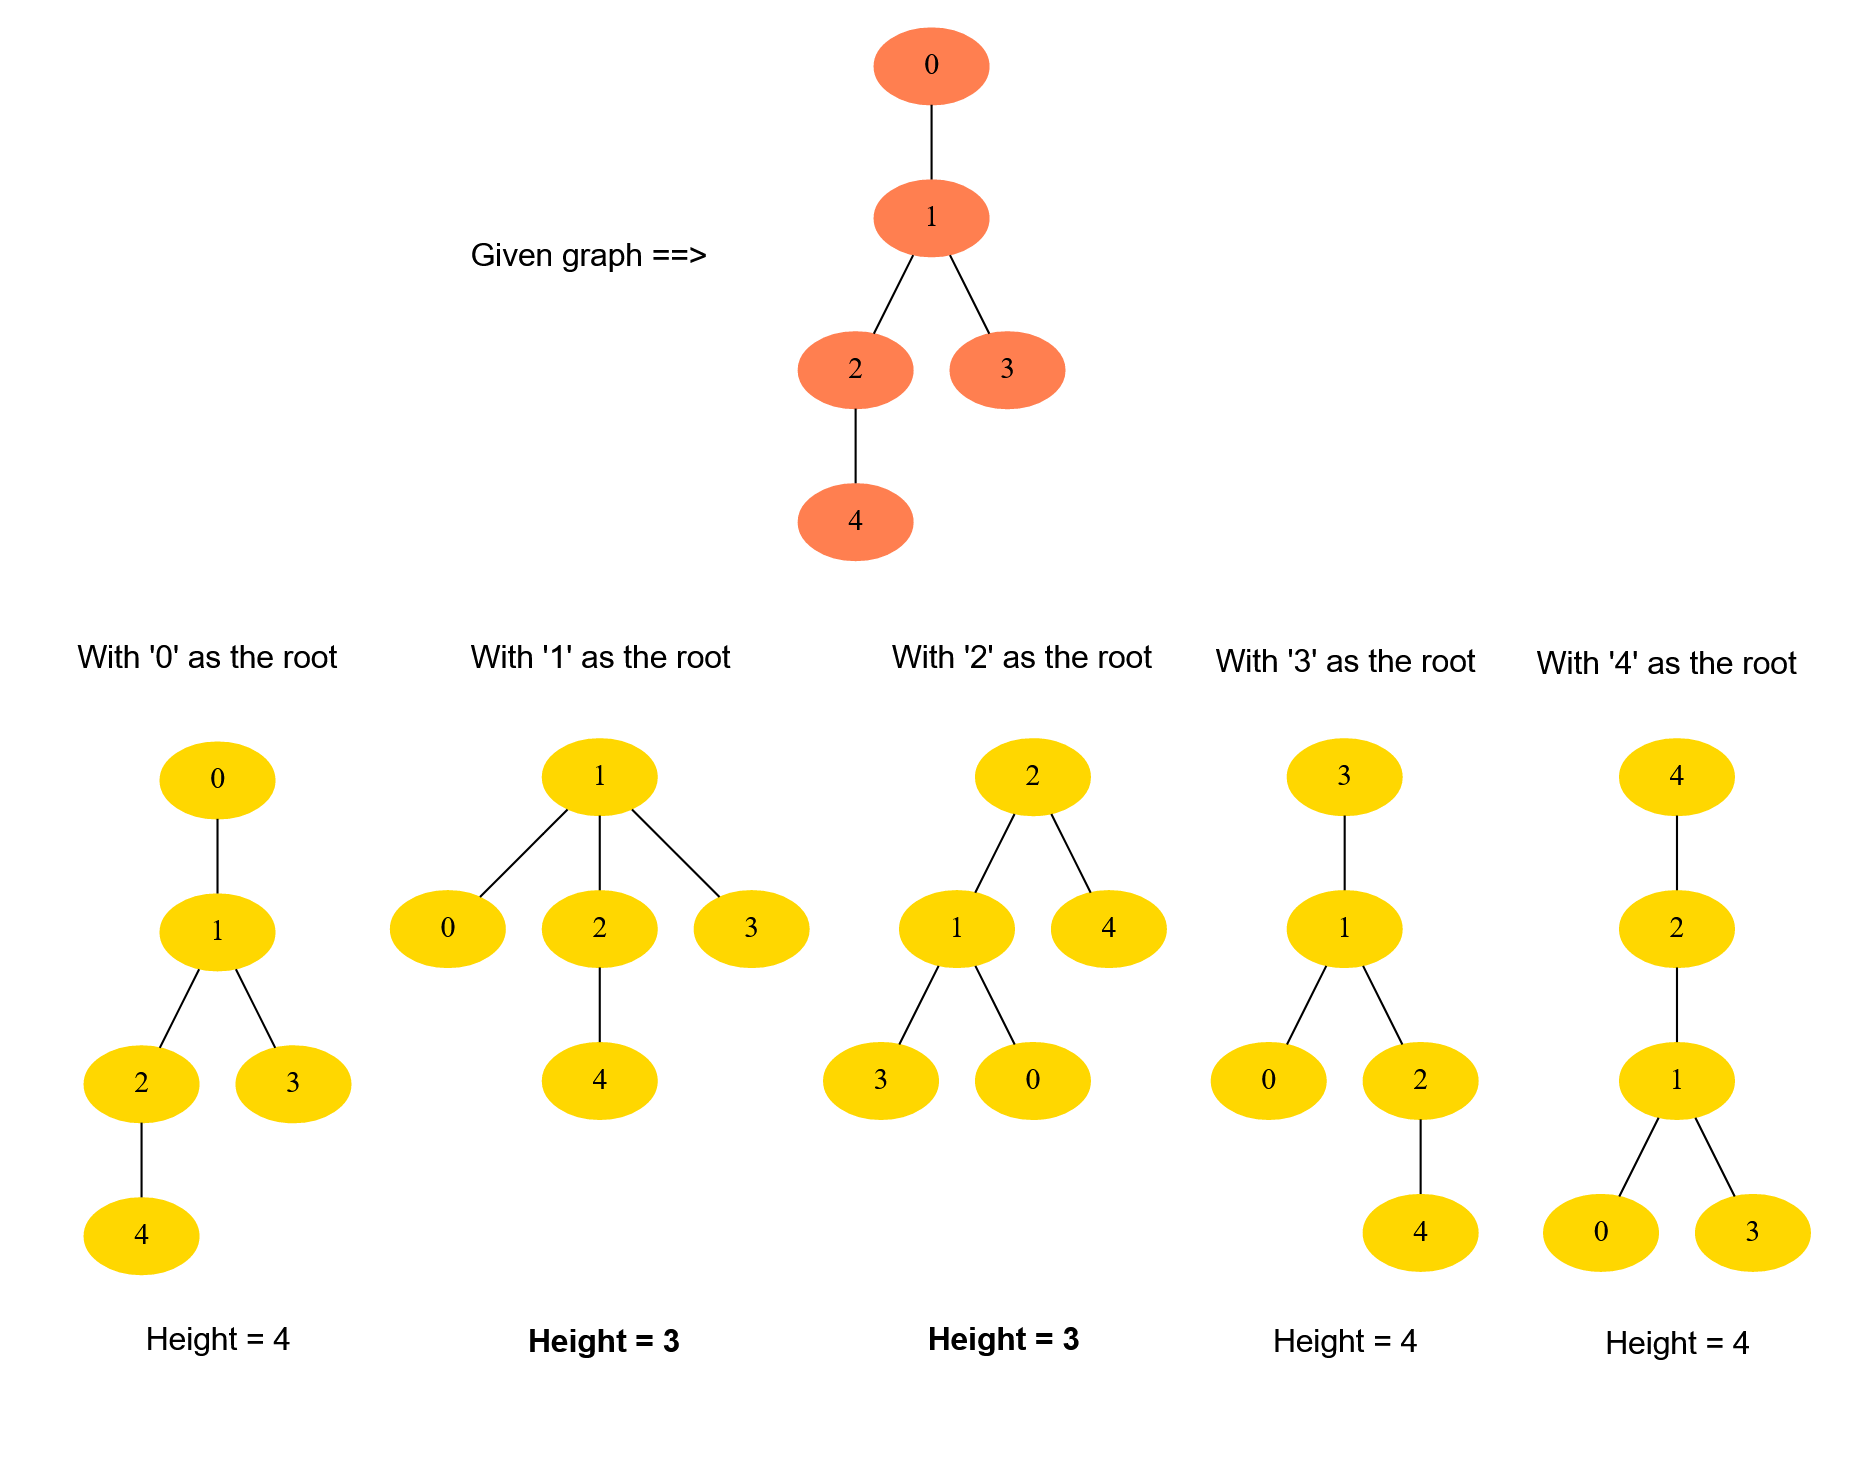 0
1
Given graph ==>
2 3
4
With '0' as the root With '1' as the root With '2' as the root With '3' as the root With '4' as the root
0 1 2 3 4
1 0 2 3 1 4 1 2
2 3 4 3 0 0 2 1
4 4 0 3
Height = 4 Height = 3 Height = 3 Height = 4 Height = 4